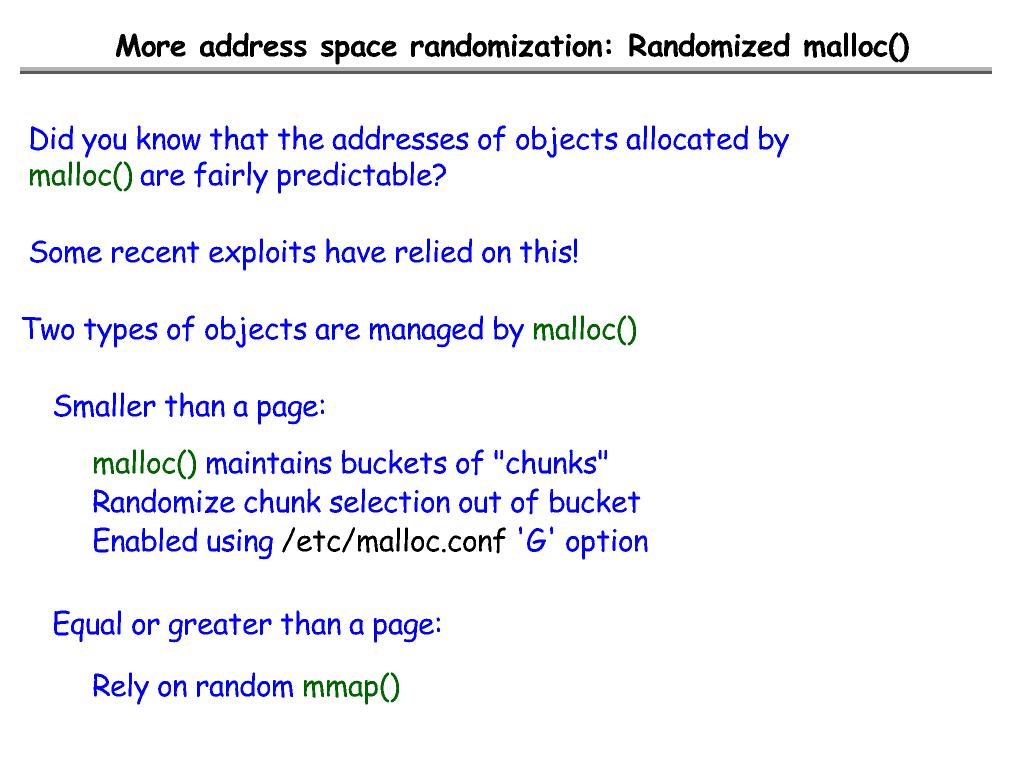 More address space randomization: Randomized malloc()
Did you know that the addresses of objects allocated by
malloc() are fairly predictable?
Some recent exploits have relied on this!
Two types of objects are managed by malloc()
Smaller than a page:
malloc() maintains buckets of "chunks"
Randomize chunk selection out of bucket
Enabled using /etc/malloc.conf 'G' option
Equal or greater than a page:
Rely on random mmap()